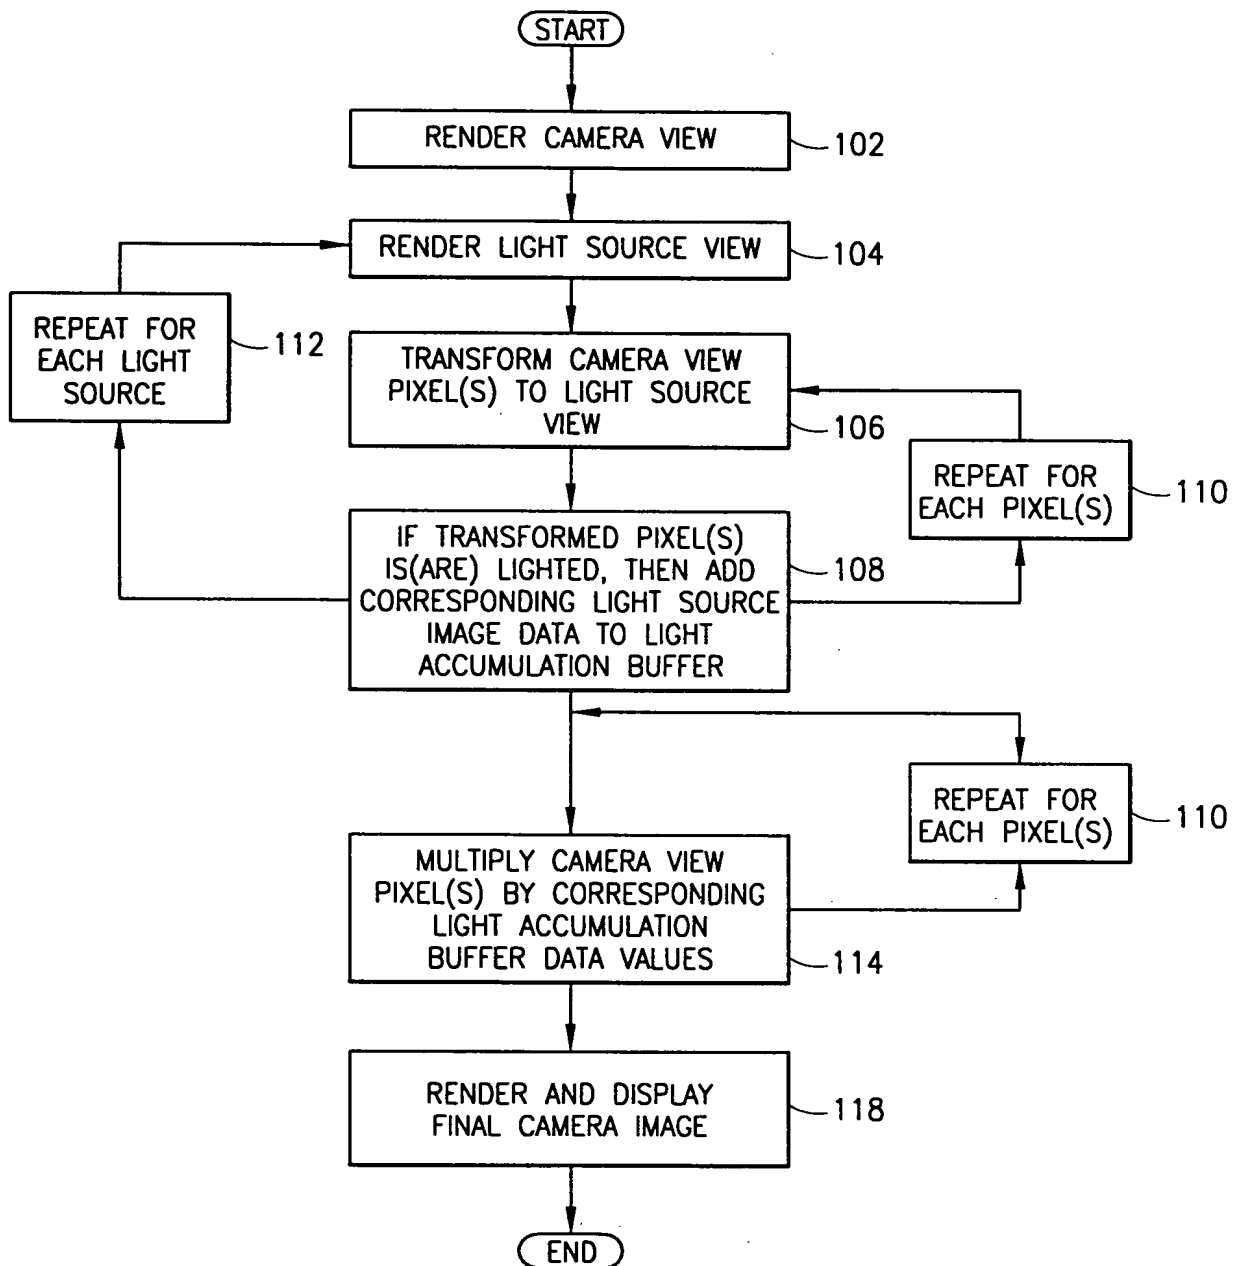 START
RENDER CAMERA VIEW
102
RENDER LIGHT SOURCE VIEW
104
REPEAT FOR
EACH LIGHT
SOURCE
112
TRANSFORM CAMERA VIEW
PIXEL(S) TO LIGHT SOURCE
VIEW
106
REPEAT FOR
EACH PIXEL(S)
110
IF TRANSFORMED PIXEL(S)
IS(ARE) LIGHTED, THEN ADD
CORRESPONDING LIGHT SOURCE
IMAGE DATA TO LIGHT
ACCUMULATION BUFFER
108
REPEAT FOR
EACH PIXEL(S)
110
MULTIPLY CAMERA VIEW
PIXEL(S) BY CORRESPONDING
LIGHT ACCUMULATION
BUFFER DATA VALUES
114
RENDER AND DISPLAY
FINAL CAMERA IMAGE
118
END